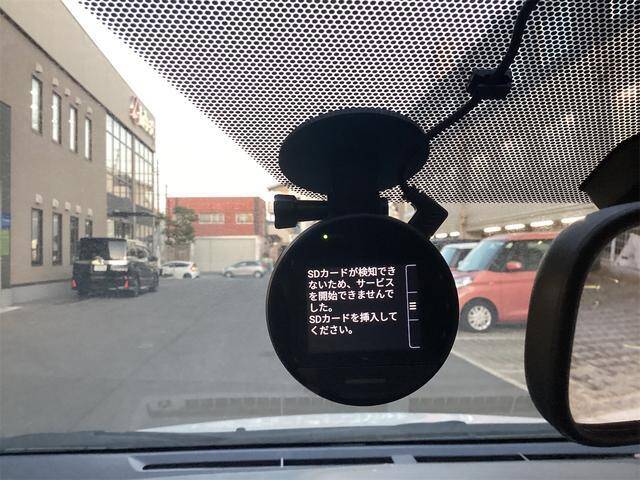 SDカードが検知でき
ないため、サービス
を開始できませんで
した。
SDカードを挿入して
ください。